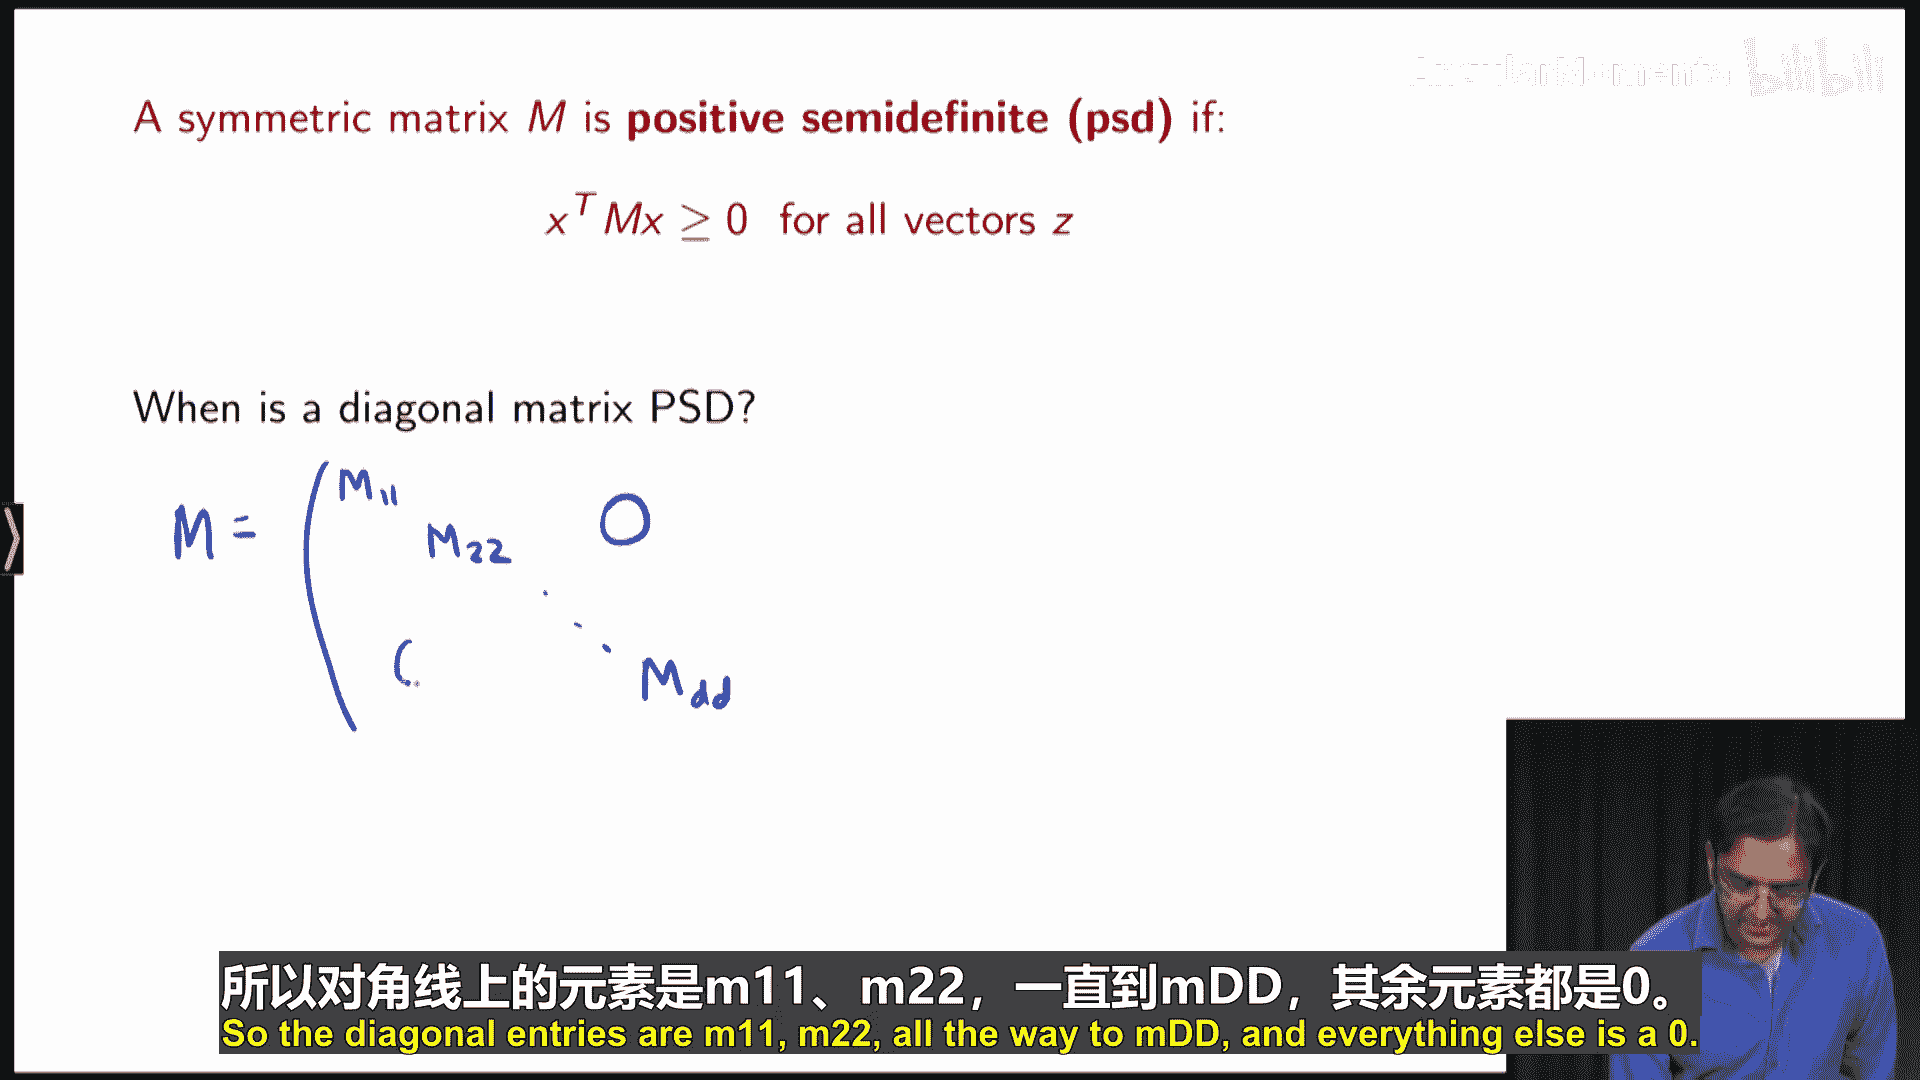 bilibili
A symmetric matrix M is positive semidefinite (psd) if:
x^T Mx ≥ 0 for all vectors z
When is a diagonal matrix PSD?
M =
M11
M22
0
Mdd
所以对角线上的元素是m11、m22，一直到mDD，其余元素都是0。
So the diagonal entries are m11, m22, all the way to mDD, and everything else is a 0.